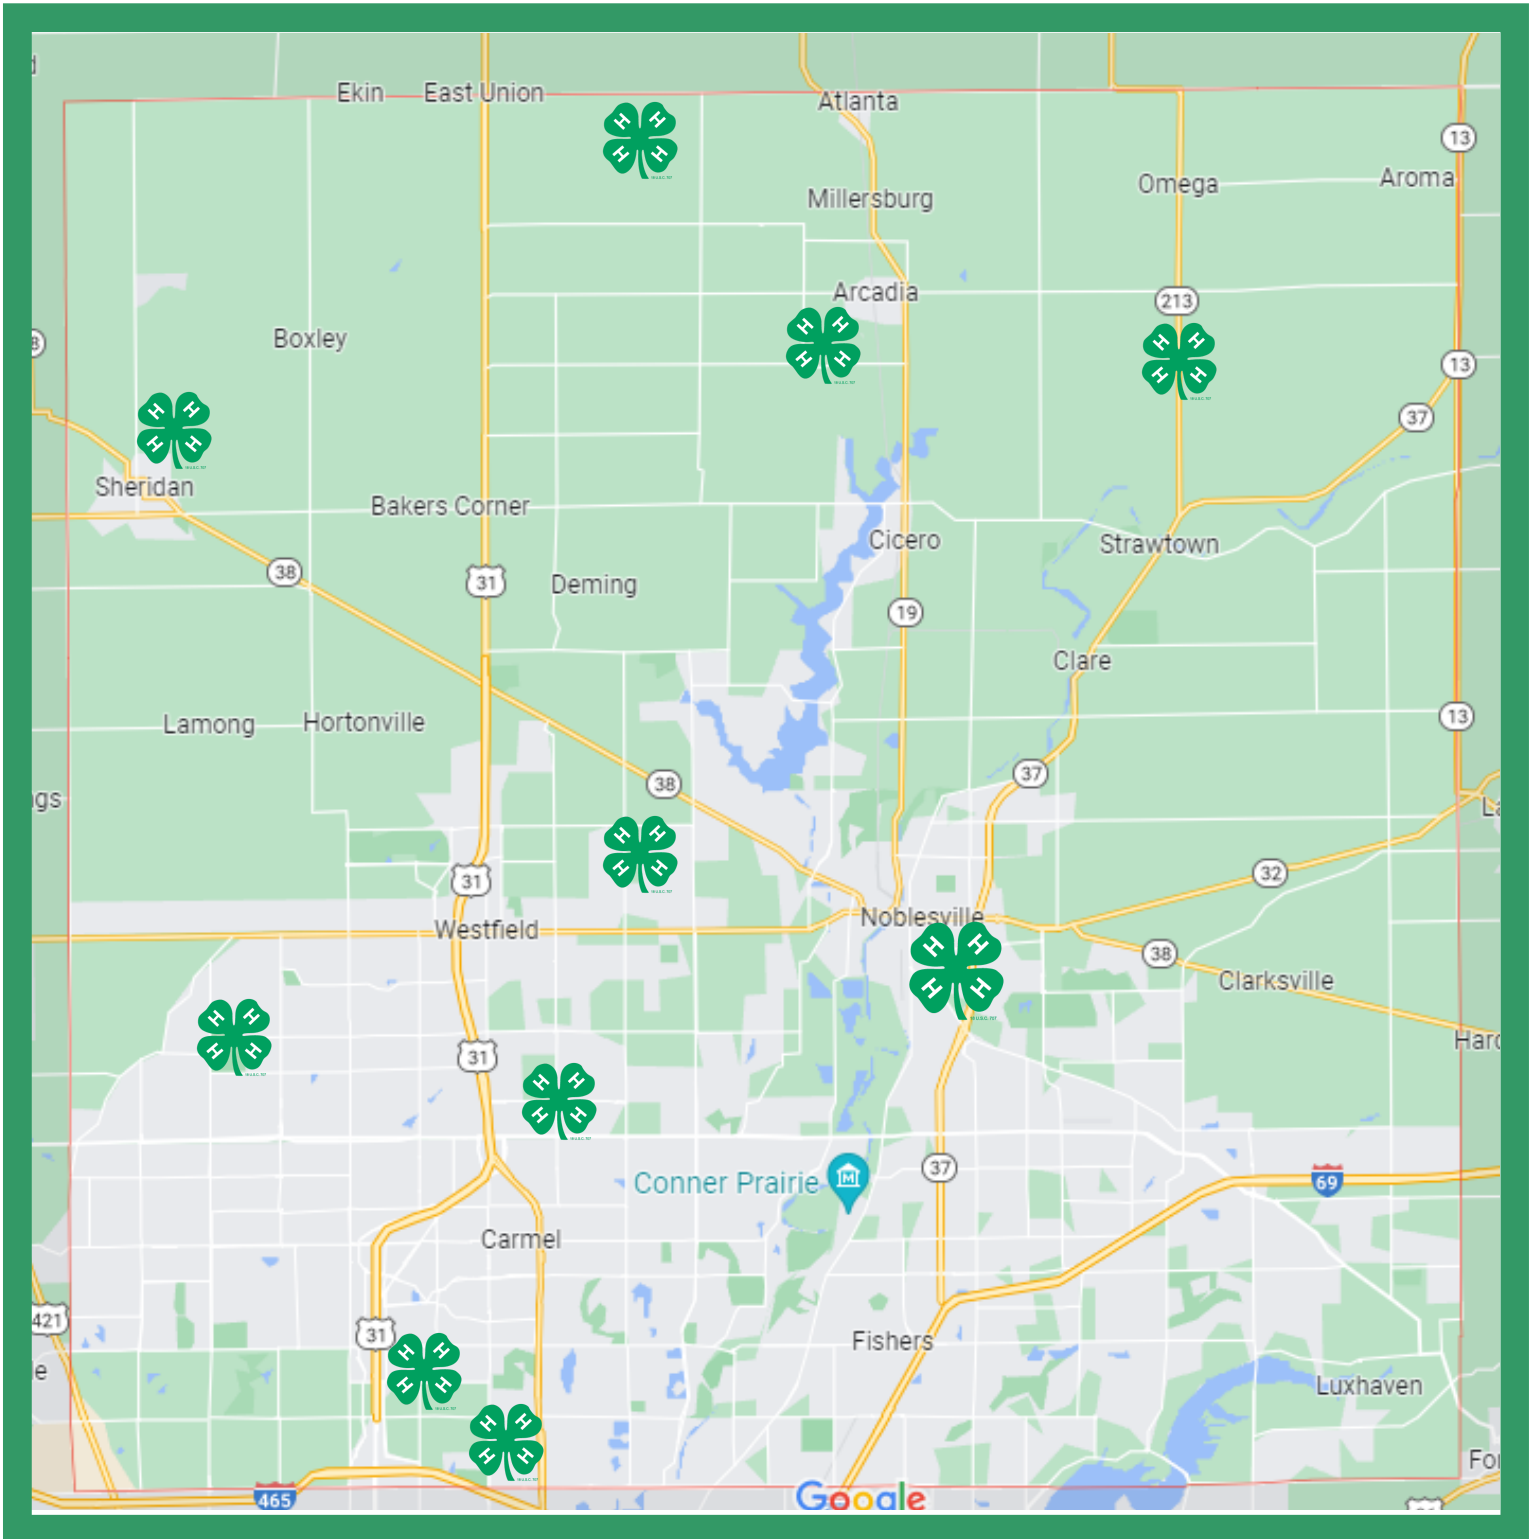 Ekin
East Union
Atlanta
13
Omega
Aroma
Millersburg
Arcadia
213
Boxley
13
37
Sheridan
Bakers Corner
Cicero
Strawtown
38
31
Deming
19
Clare
Lamong
Hortonville
13
37
38
ngs
31
32
Westfield
Noblesville
38
Clarksville
Hard
31
Conner Prairie
37
69
Carmel
421
31
Fishers
Luxhaven
465
Google
H H H H
H H H H
H H H H
H H H H
H H H H
H H H H
H H H H
H H H H
H H H H
H H H H